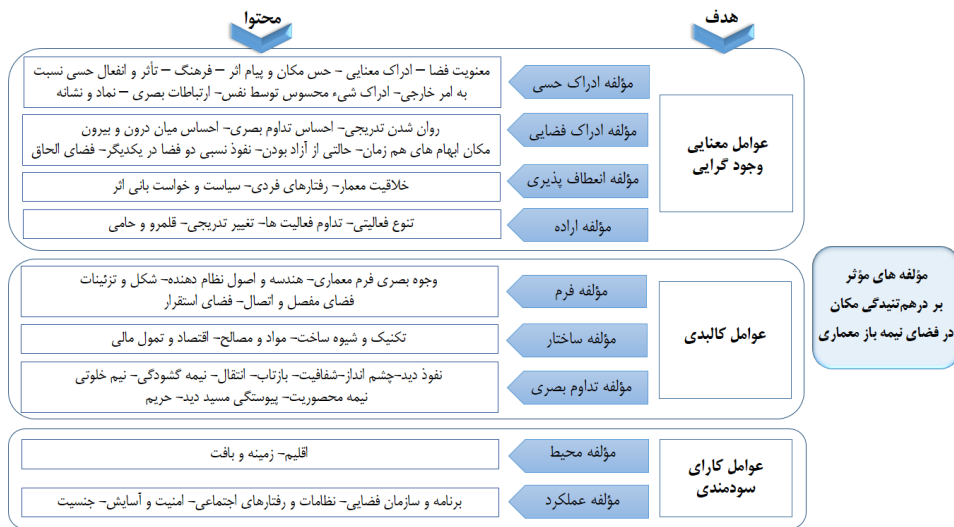 هدف
محتوا
مؤلفه های مؤثر
بر درهم‌تنیدگی مکان
در فضای نیمه باز معماری
عوامل معنایی
وجود گرایی
مؤلفه ادراک حسی
معنویت فضا – ادراک معنایی – حس مکان و پیام اثر – فرهنگ – تأثر و انفعال حسی نسبت
به امر خارجی– ادراک شیء محسوس توسط نفس– ارتباطات بصری – نماد و نشانه
مؤلفه ادراک فضایی
روان شدن تدریجی– احساس تداوم بصری– احساس میان درون و بیرون
مکان ابهام های هم زمان– حالتی از آزاد بودن– نفوذ نسبی دو فضا در یکدیگر– فضای الحاق
مؤلفه انعطاف پذیری
خلاقیت معمار– رفتارهای فردی– سیاست و خواست بانی اثر
مؤلفه اراده
تنوع فعالیتی– تداوم فعالیت ها– تغییر تدریجی– قلمرو و حامی
عوامل کالبدی
مؤلفه فرم
وجوه بصری فرم معماری– هندسه و اصول نظام دهنده– شکل و تزئینات
فضای مفصل و اتصال– فضای استقرار
مؤلفه ساختار
تکنیک و شیوه ساخت– مواد و مصالح– اقتصاد و تمول مالی
مؤلفه تداوم بصری
نفوذ دید–چشم انداز–شفافیت– بازتاب– انتقال– نیمه گشودگی– نیم خلوتی
نیمه محصوریت– پیوستگی مسید دید– حریم
عوامل کارای
سودمندی
مؤلفه محیط
اقلیم– زمینه و بافت
مؤلفه عملکرد
برنامه و سازمان فضایی– نظامات و رفتارهای اجتماعی– امنیت و آسایش– جنسیت